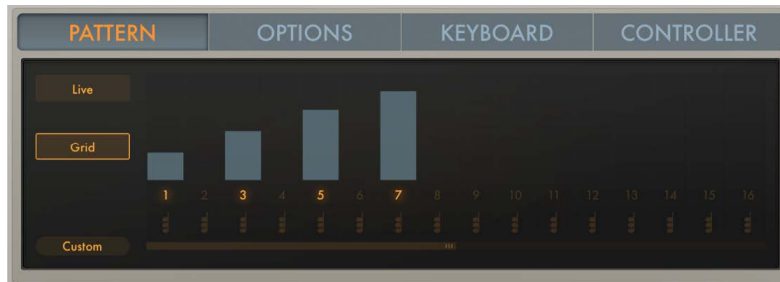 PATTERN OPTIONS KEYBOARD CONTROLLER
Live
Grid
1 2 3 4 5 6 7 8 9 10 11 12 13 14 15 16
Custom